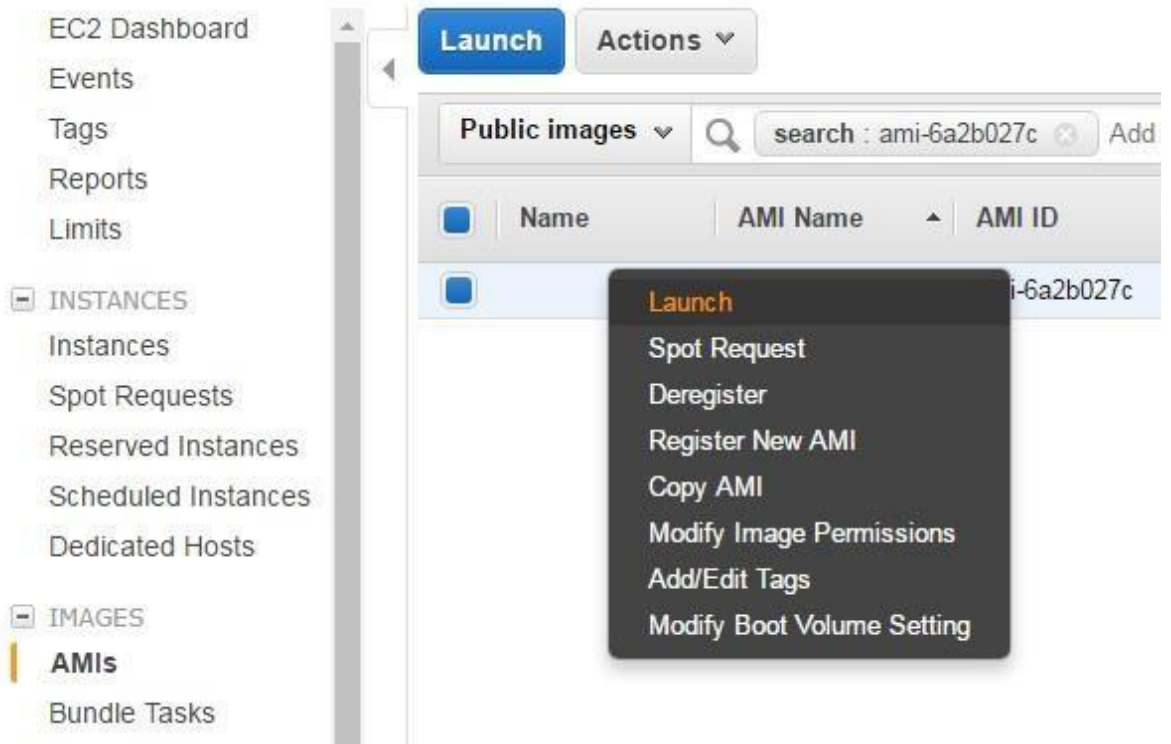 EC2 Dashboard
Events
Tags
Reports
Limits
INSTANCES
Instances
Spot Requests
Reserved Instances
Scheduled Instances
Dedicated Hosts
IMAGES
AMIs
Bundle Tasks
Launch Actions
Public images search : ami-6a2b027c Add
Name AMI Name AMI ID
i-6a2b027c
Launch
Spot Request
Deregister
Register New AMI
Copy AMI
Modify Image Permissions
Add/Edit Tags
Modify Boot Volume Setting